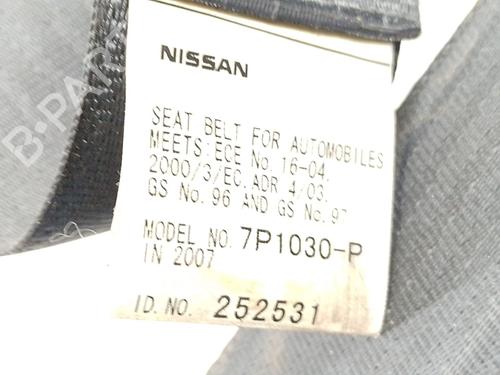 NISSAN
SEAT BELT FOR AUTOMOBILES
MEETS:ECE No. 16-04.
2000/3/EC.ADR 4/03.
GS No.96 AND GS No.97
MODEL NO. 7P1030-P
IN 2007
ID.NO. 252531
B-PARTS